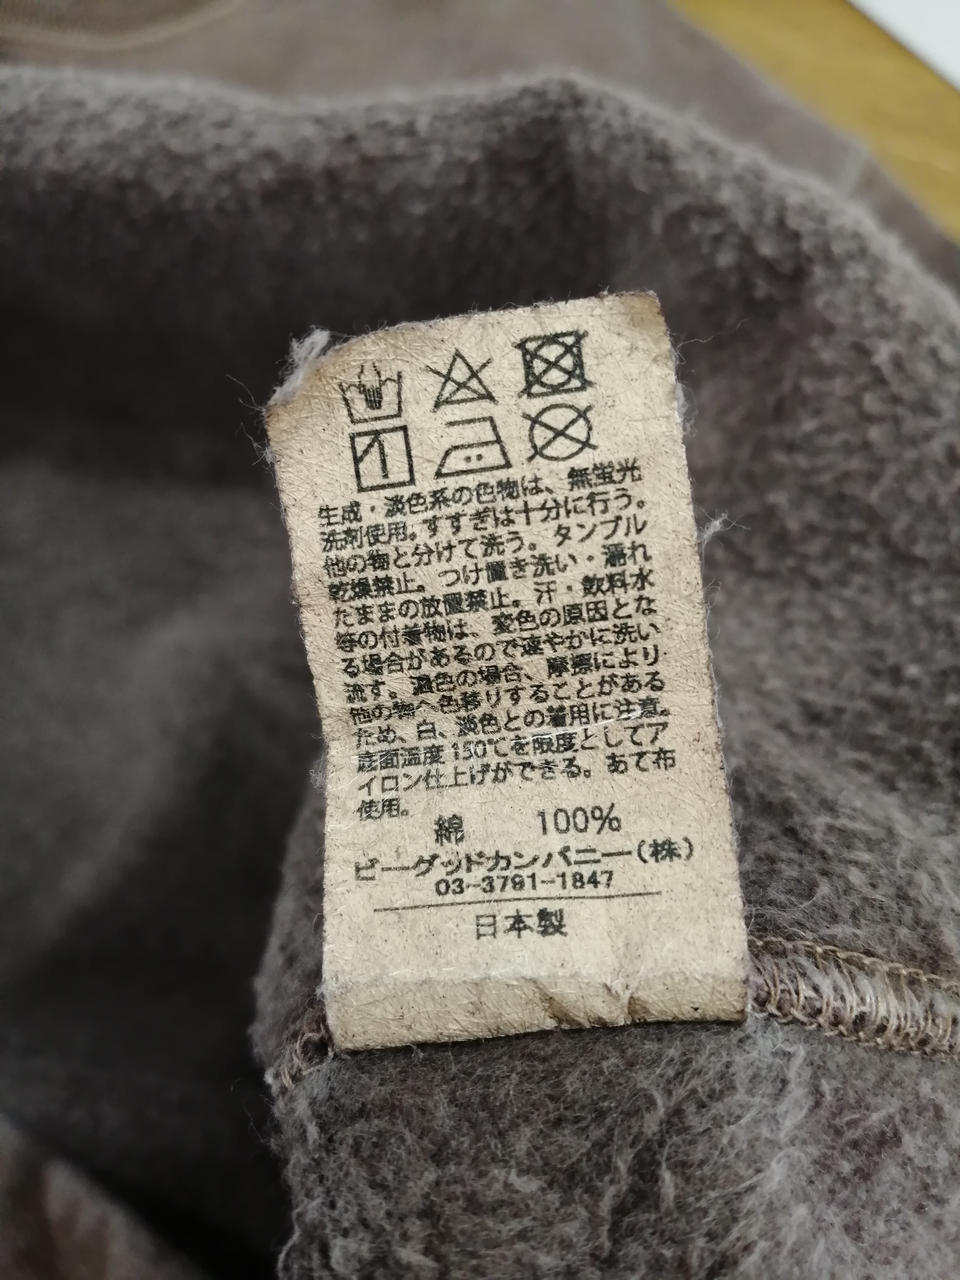 生成・淡色系の色物は、無蛍光
洗剤使用。すすぎは十分に行う。
他の物と分けて洗う。タンブル
乾燥禁止。つけ置き洗い・濡れ
たままの放置禁止。汗・飲料水
等の付着物は、変色の原因とな
る場合があるので速やかに洗い
流す。濃色の場合、摩擦により
他の物へ色移りすることがある
ため、白、淡色との着用に注意。
底面温度150℃を限度としてア
イロン仕上げができる。あて布
使用。
綿 100%
ビーグッドカンパニー(株)
03-3791-1847
日本製